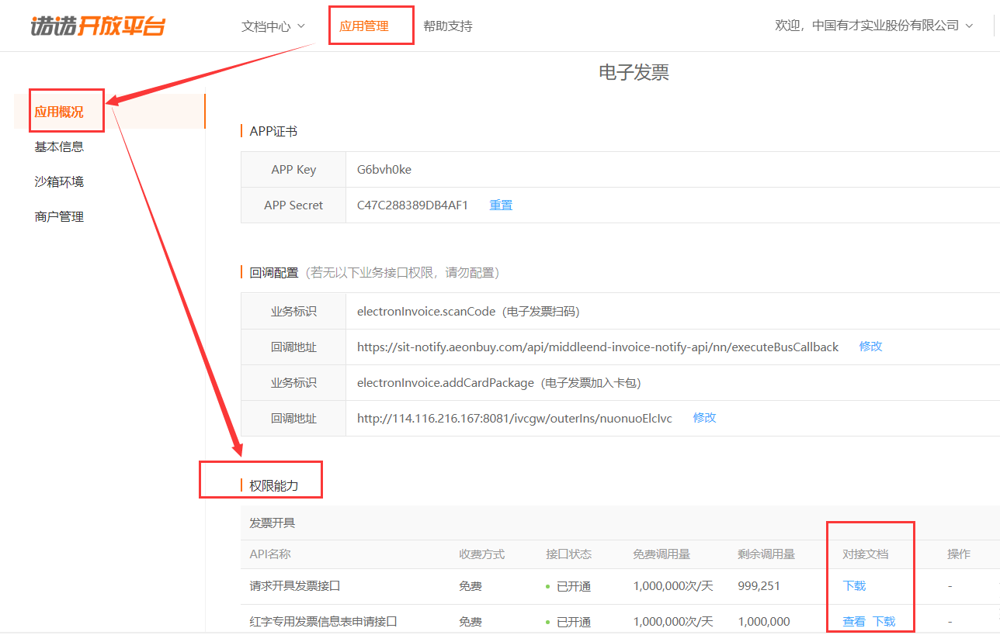 诺诺开放平台 文档中心 应用管理 帮助支持 欢迎，中国有才实业股份有限公司
电子发票
应用概况
基本信息
沙箱环境
商户管理
APP证书
APP Key G6bvh0ke
APP Secret C47C288389DB4AF1 重置
回调配置（若无以下业务接口权限，请勿配置）
业务标识 electronInvoice.scanCode（电子发票扫码）
回调地址 https://sit-notify.aeonbuy.com/api/middleend-invoice-notify-api/nn/executeBusCallback 修改
业务标识 electronInvoice.addCardPackage（电子发票加入卡包）
回调地址 http://114.116.216.167:8081/ivcgw/outerIns/nuonuoElcIvc 修改
权限能力
发票开具
API名称 收费方式 接口状态 免费调用量 剩余调用量 对接文档 操作
请求开具发票接口 免费 已开通 1,000,000次/天 999,251 下载 -
红字专用发票信息表申请接口 免费 已开通 1,000,000次/天 1,000,000 查看 下载 -